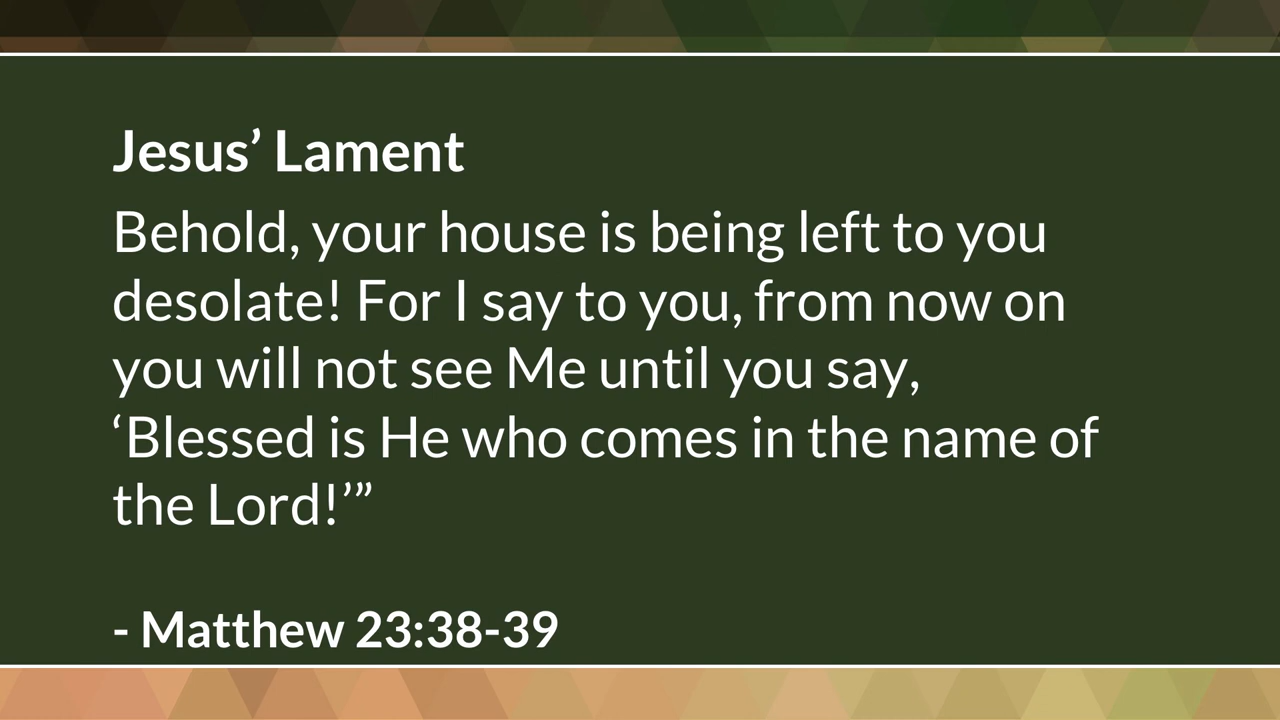 Jesus’ Lament
Behold, your house is being left to you
desolate! For I say to you, from now on
you will not see Me until you say,
‘Blessed is He who comes in the name of
the Lord!’”
- Matthew 23:38-39